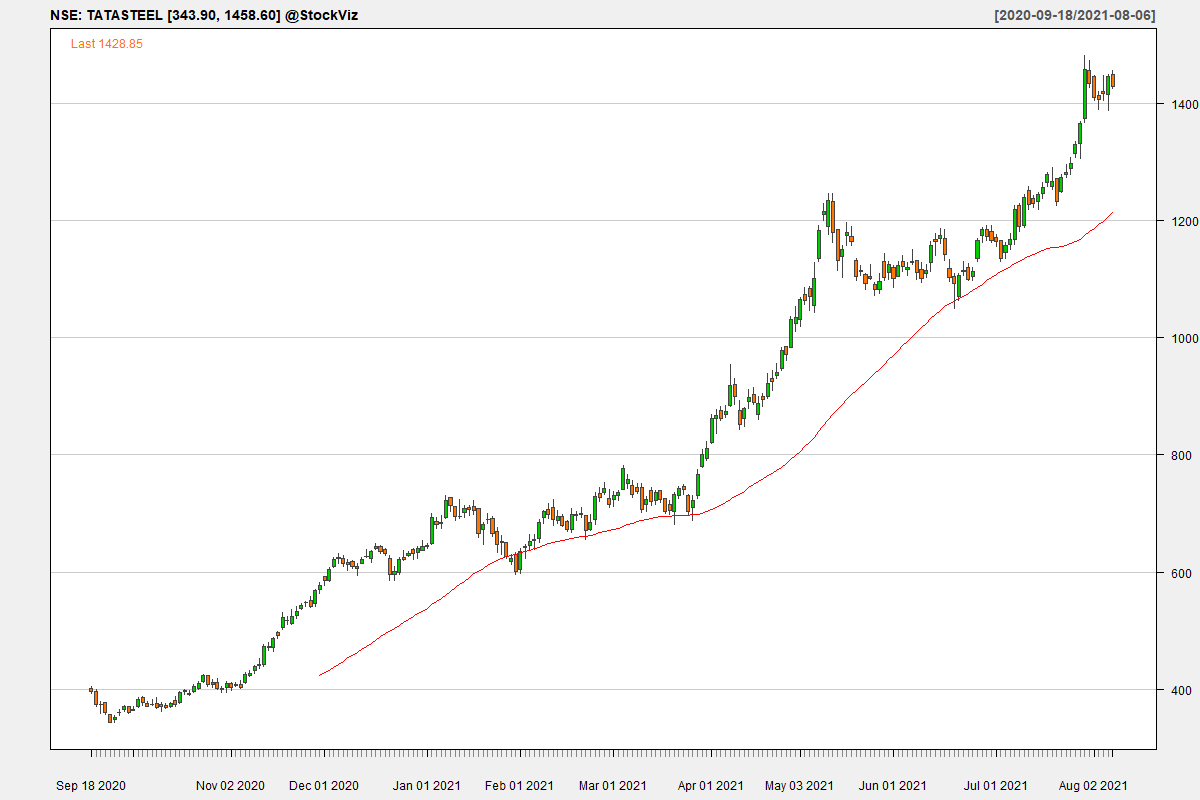 NSE: TATASTEEL [343.90, 1458.60] @StockViz [2020-09-18/2021-08-06]
Last 1428.85
1400
1200
1000
800
600
400
Sep 18 2020 Nov 02 2020 Dec 01 2020 Jan 01 2021 Feb 01 2021 Mar 01 2021 Apr 01 2021 May 03 2021 Jun 01 2021 Jul 01 2021 Aug 02 2021